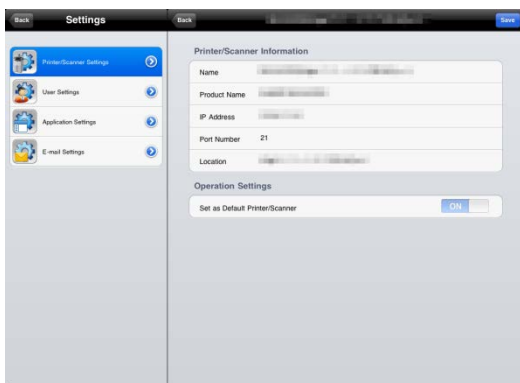 Back
Settings
Back
Save
Printer/Scanner Settings
User Settings
Application Settings
E-mail Settings
Printer/Scanner Information
Name
Product Name
IP Address
Port Number 21
Location
Operation Settings
Set as Default Printer/Scanner ON